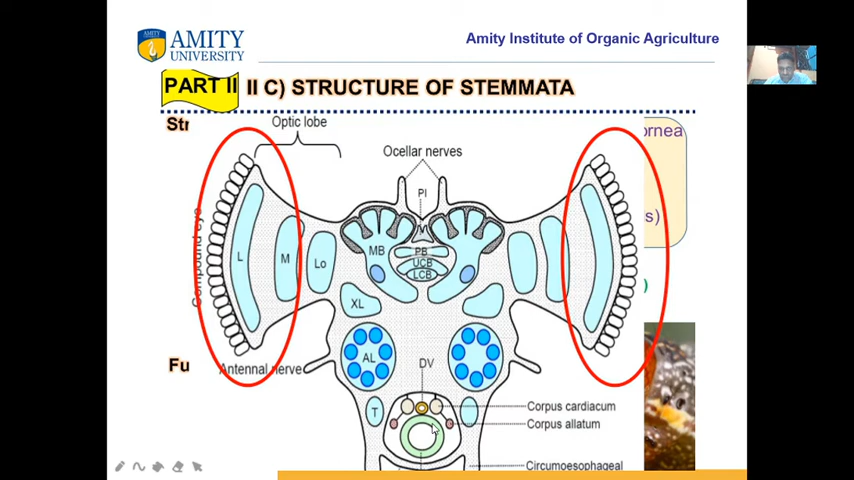 AMITY
UNIVERSITY
Amity Institute of Organic Agriculture
PART II
II C) STRUCTURE OF STEMMATA
Optic lobe
Ocellar nerves
PI
Compound eye
L
M
Lo
MB
PB
UCB
LCB
XL
AL
DV
Antennal nerve
T
Corpus cardiacum
Corpus allatum
Circumoesophageal